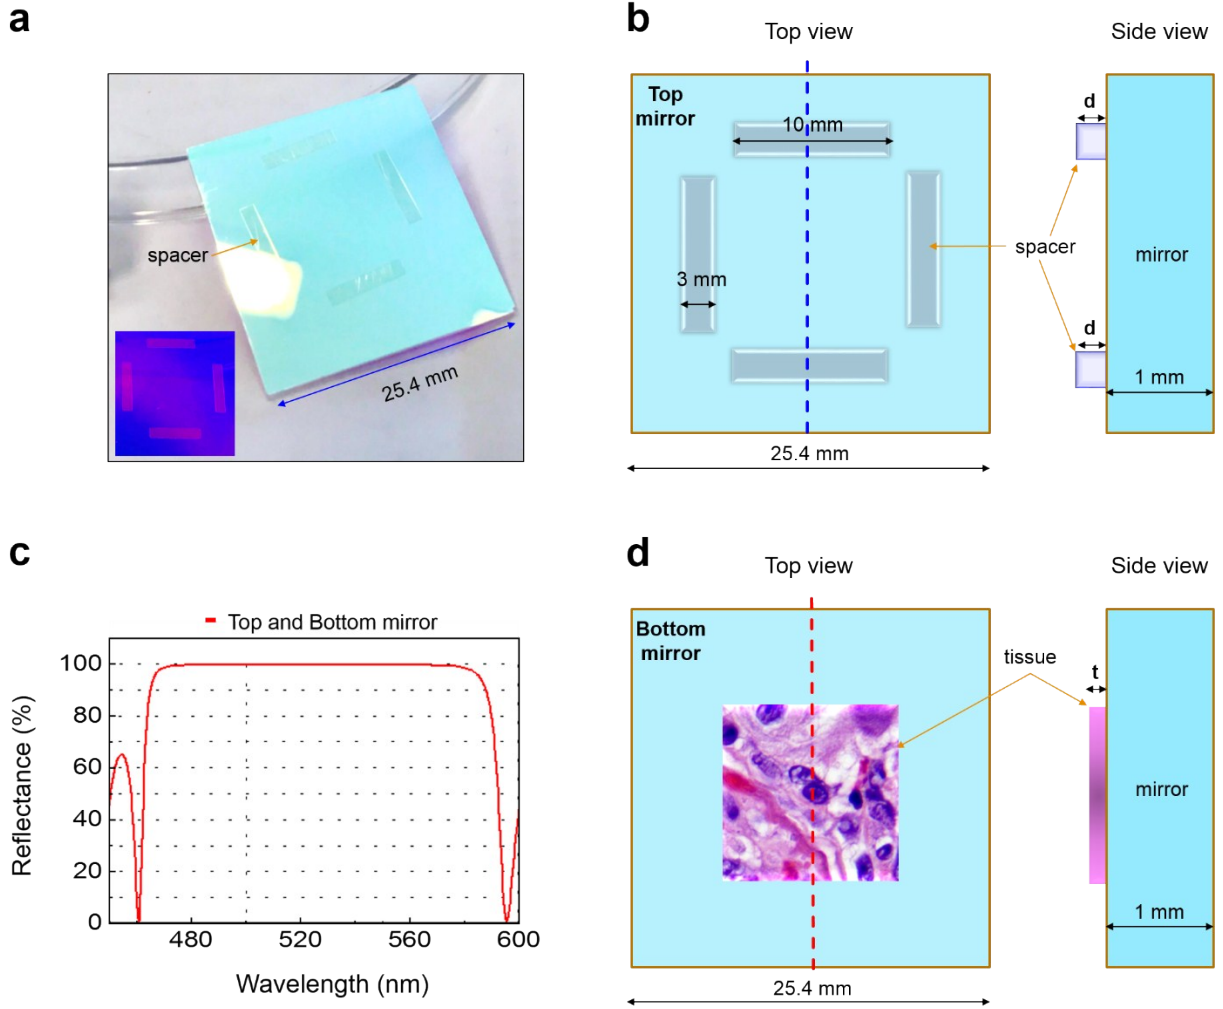 a
spacer
25.4 mm
b
Top view
Side view
Top
mirror
10 mm
3 mm
spacer
d
d
mirror
1 mm
25.4 mm
c
Top and Bottom mirror
Reflectance (%)
100
80
60
40
20
0
480 520 560 600
Wavelength (nm)
d
Top view
Side view
Bottom
mirror
tissue
t
mirror
1 mm
25.4 mm